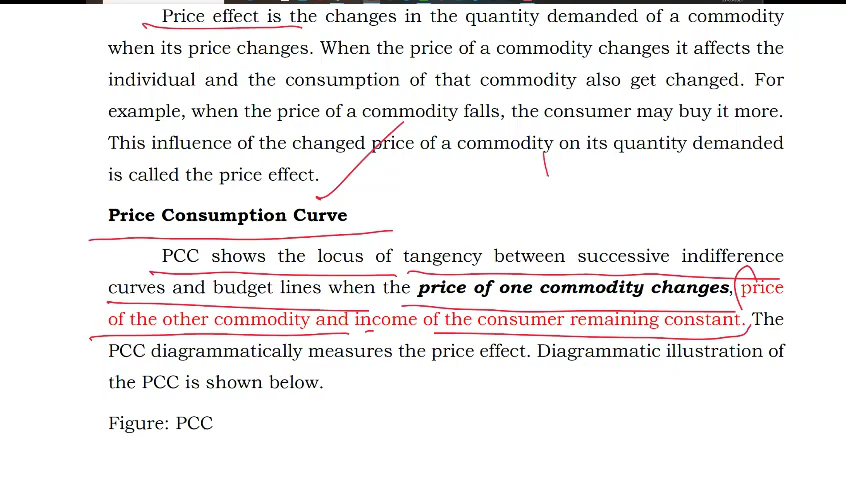 Price effect is the changes in the quantity demanded of a commodity
when its price changes. When the price of a commodity changes it affects the
individual and the consumption of that commodity also get changed. For
example, when the price of a commodity falls, the consumer may buy it more.
This influence of the changed price of a commodity on its quantity demanded
is called the price effect.
Price Consumption Curve
PCC shows the locus of tangency between successive indifference
curves and budget lines when the price of one commodity changes, price
of the other commodity and income of the consumer remaining constant. The
PCC diagrammatically measures the price effect. Diagrammatic illustration of
the PCC is shown below.
Figure: PCC